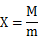 X = M/m